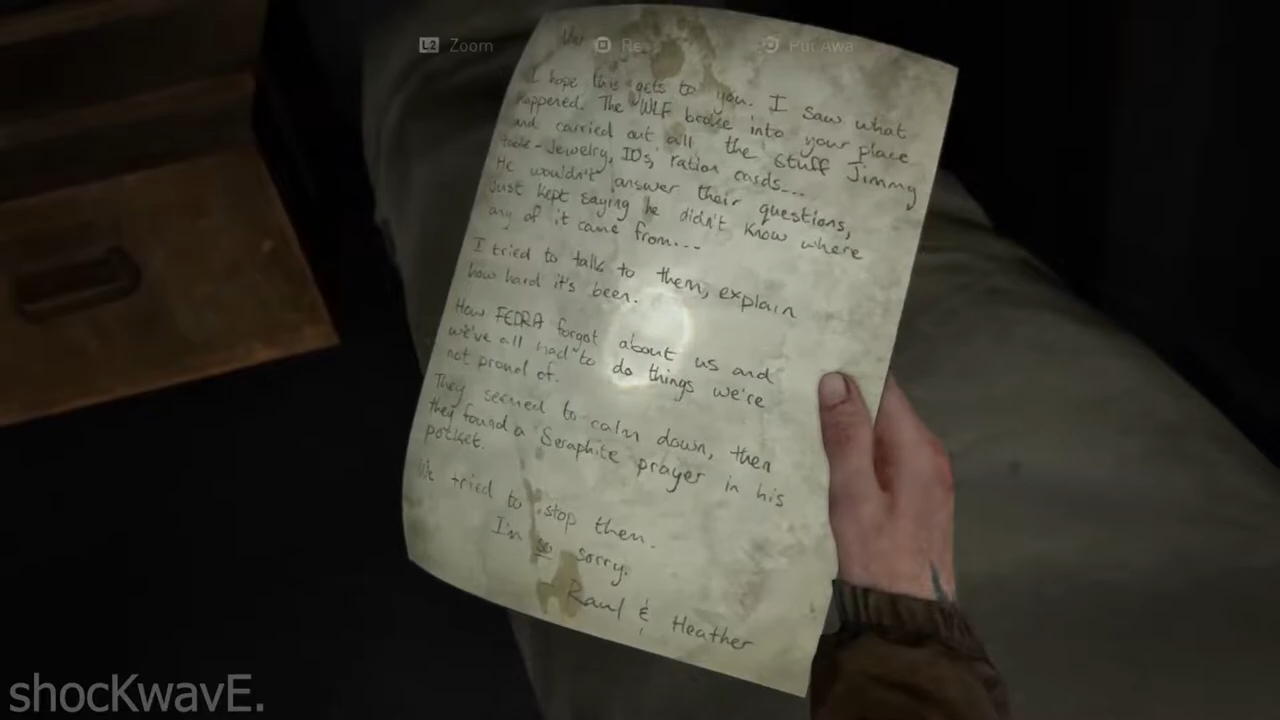 L2 Zoom
Put Awa
I hope this gets to you. I saw what
happened. The WLF broke into your place
and carried out all the stuff Jimmy
took - Jewelry, IDs, ration cards...
He wouldn't answer their questions,
Just kept saying he didn't know where
any of it came from...
I tried to talk to them, explain
how hard it's been.
How FEDRA forgot about us and
we've all had to do things we're
not proud of.
They seemed to calm down, then
they found a Seraphite prayer in his
pocket.
We tried to stop them.
I'm so sorry.
- Raul & Heather
shocKwavE.